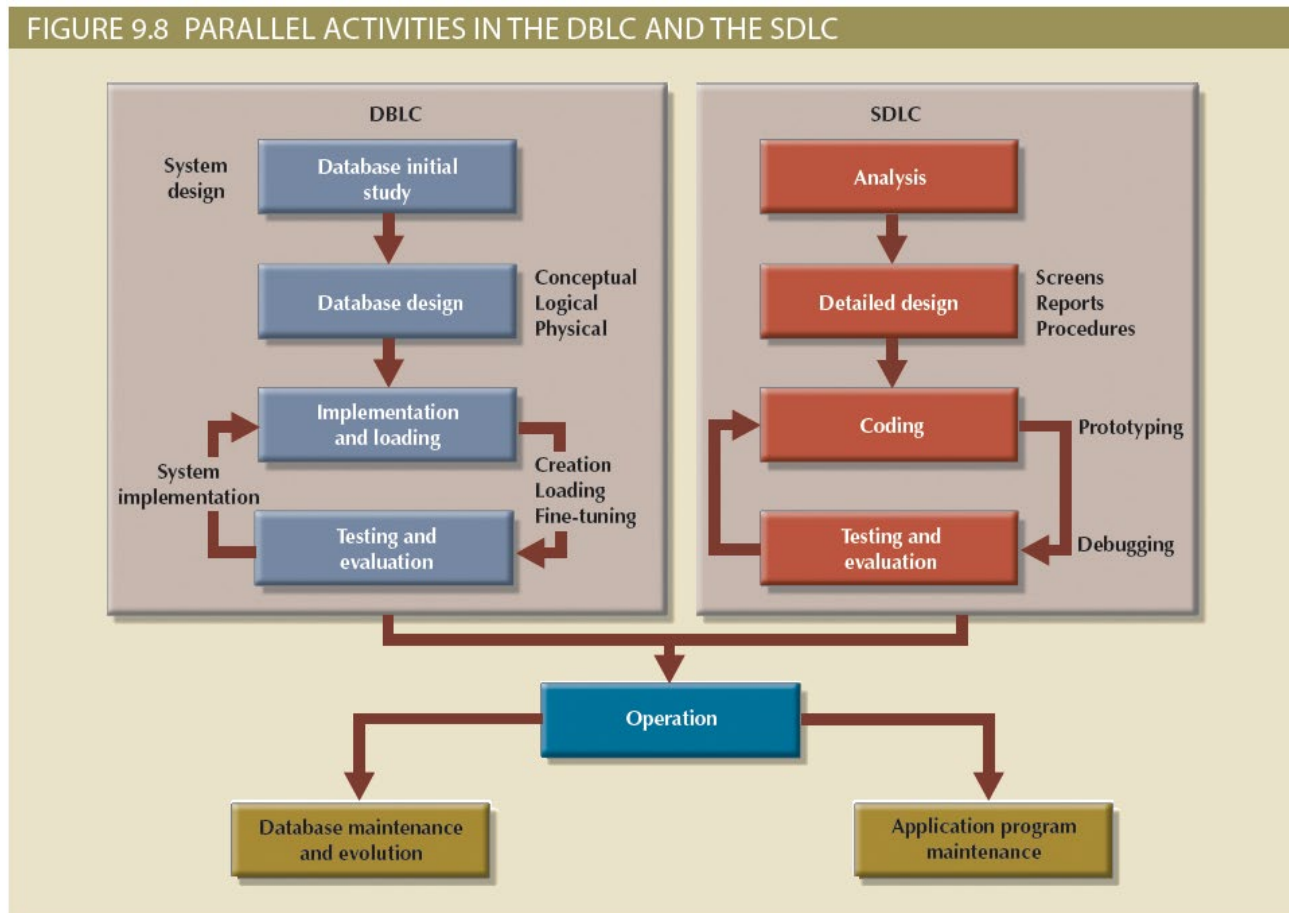 FIGURE 9.8 PARALLEL ACTIVITIES IN THE DBLC AND THE SDLC
DBLC
System
design
Database initial
study
Database design
Conceptual
Logical
Physical
Implementation
and loading
System
implementation
Creation
Loading
Fine-tuning
Testing and
evaluation
SDLC
Analysis
Detailed design
Screens
Reports
Procedures
Coding
Prototyping
Testing and
evaluation
Debugging
Operation
Database maintenance
and evolution
Application program
maintenance